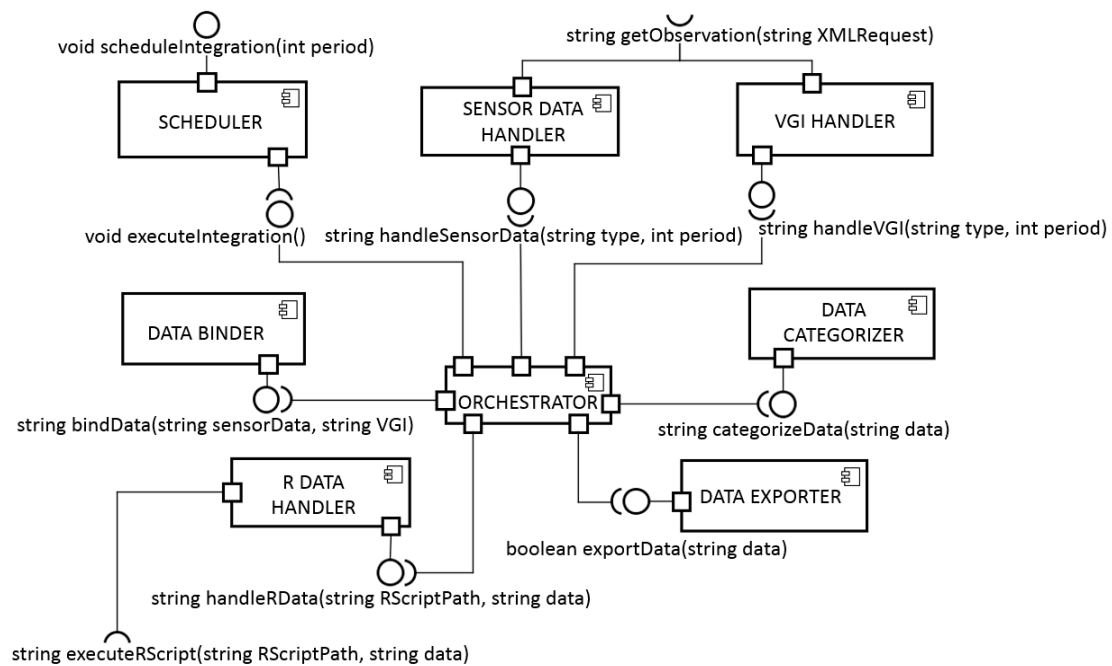 void scheduleIntegration(int period)
string getObservation(string XMLRequest)
SCHEDULER
SENSOR DATA
HANDLER
VGI HANDLER
void executeIntegration()
string handleSensorData(string type, int period)
string handleVGI(string type, int period)
DATA BINDER
DATA
CATEGORIZER
ORCHESTRATOR
string bindData(string sensorData, string VGI)
string categorizeData(string data)
R DATA
HANDLER
DATA EXPORTER
boolean exportData(string data)
string handleRData(string RScriptPath, string data)
string executeRScript(string RScriptPath, string data)